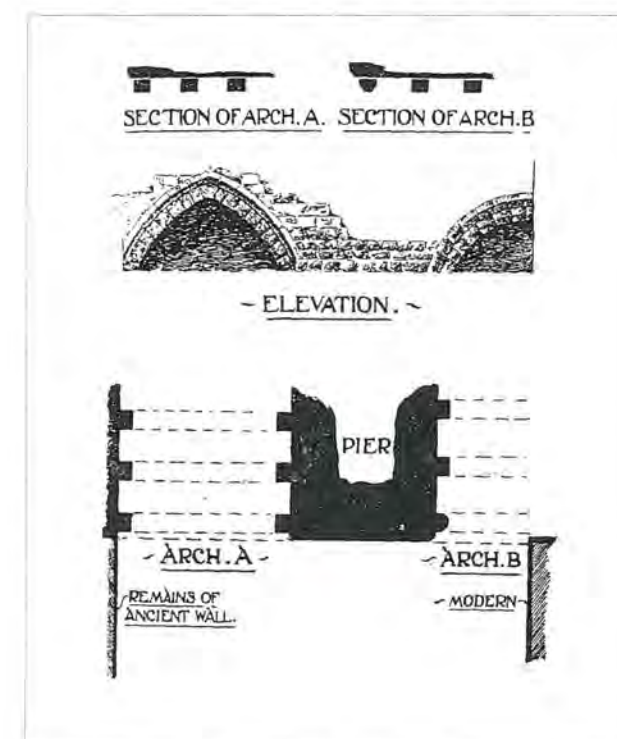 SECTION OF ARCH. A. SECTION OF ARCH. B
~ ELEVATION. ~
PIER
~ ARCH. A ~ ~ ARCH. B
~ REMAINS OF ~ MODERN
ANCIENT WALL.